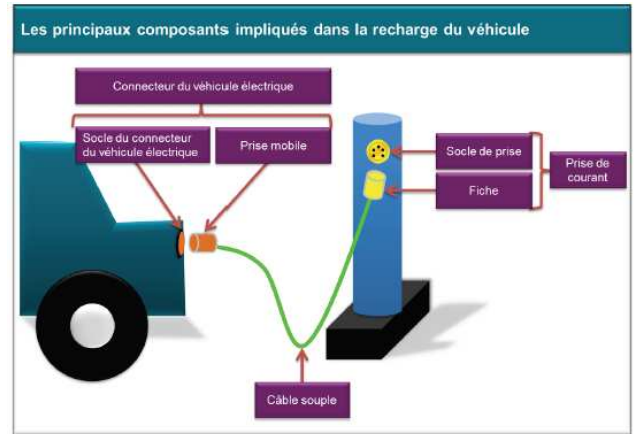 Les principaux composants impliqués dans la recharge du véhicule
Connecteur du véhicule électrique
Socle du connecteur
du véhicule électrique
Prise mobile
Socle de prise
Fiche
Prise de
courant
Câble souple